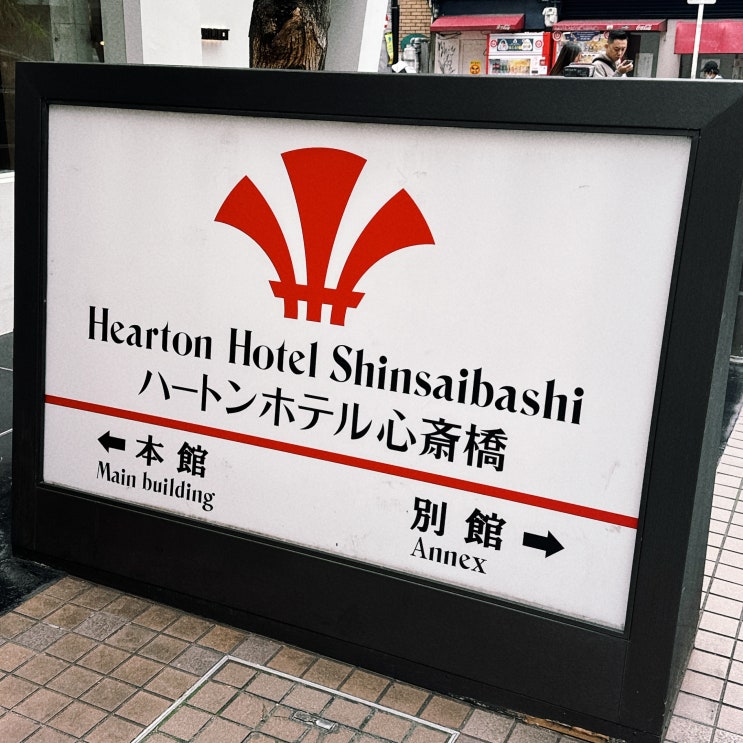 Hearton Hotel Shinsaibashi
ハートンホテル心斎橋
← 本館
Main building
別館 →
Annex